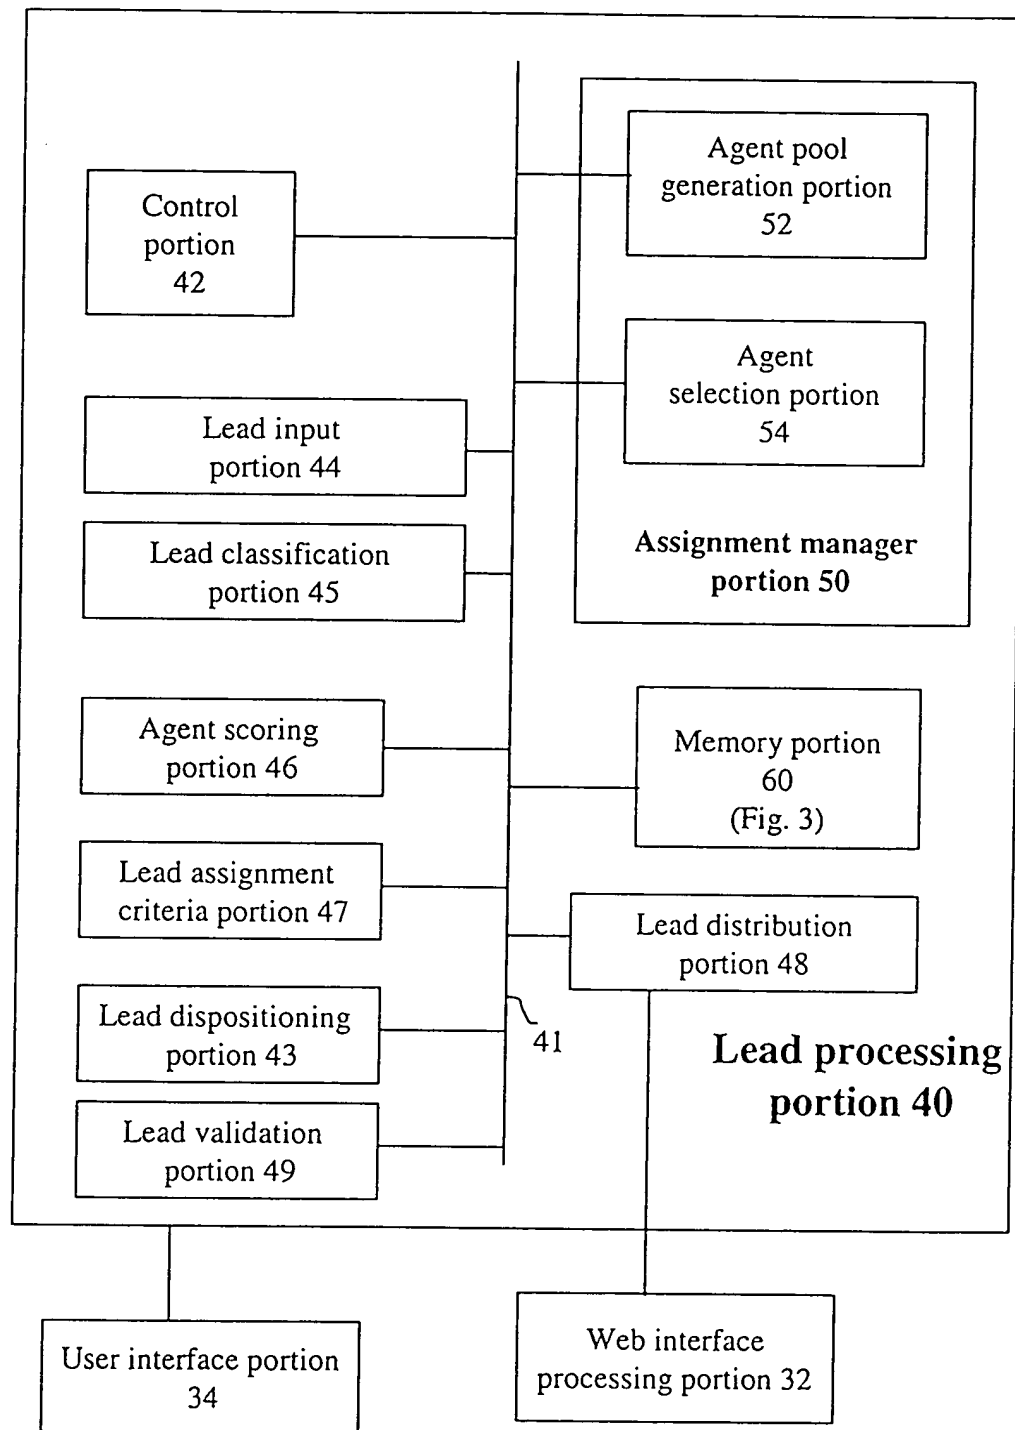 Control
portion
42
Agent pool
generation portion
52
Agent
selection portion
54
Assignment manager
portion 50
Lead input
portion 44
Lead classification
portion 45
Agent scoring
portion 46
Memory portion
60
(Fig. 3)
Lead assignment
criteria portion 47
Lead distribution
portion 48
Lead dispositioning
portion 43
41
Lead processing
portion 40
Lead validation
portion 49
User interface portion
34
Web interface
processing portion 32